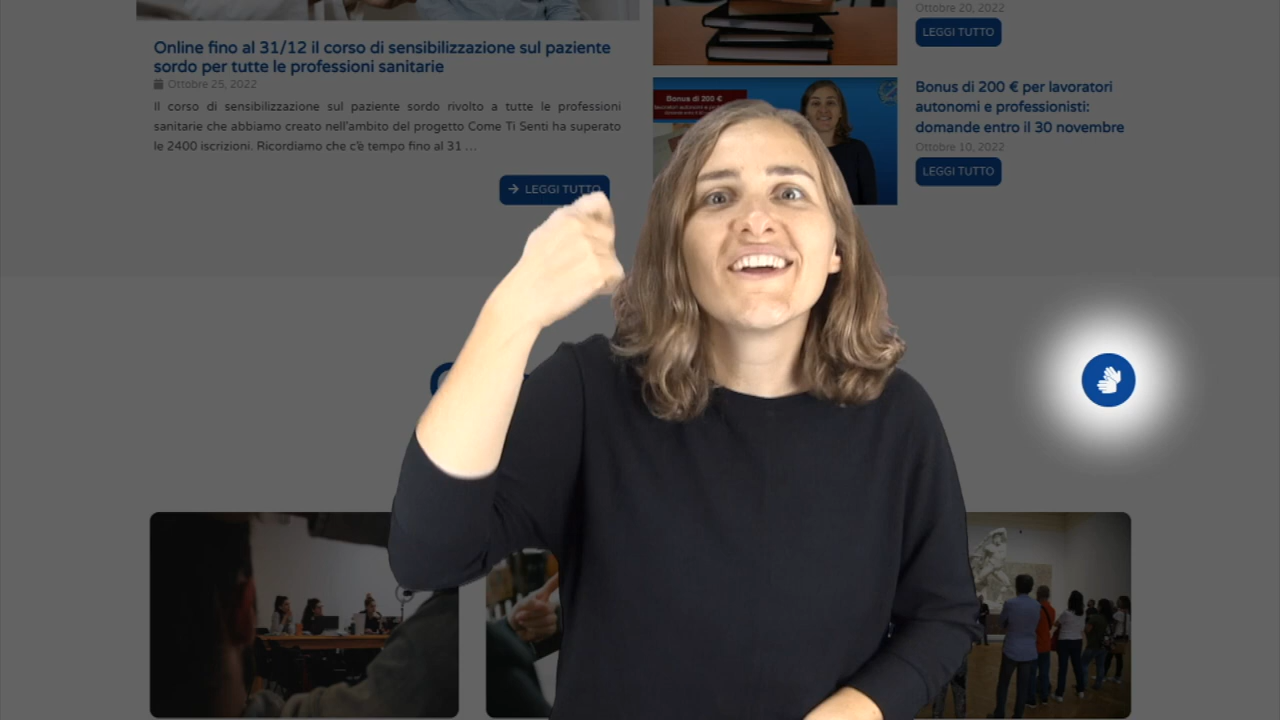 Online fino al 31/12 il corso di sensibilizzazione sul paziente
sordo per tutte le professioni sanitarie
Ottobre 25, 2022
Il corso di sensibilizzazione sul paziente sordo rivolto a tutte le professioni
sanitarie che abbiamo creato nell'ambito del progetto Come Ti Senti ha superato
le 2400 iscrizioni. Ricordiamo che c'è tempo fino al 31 ...
LEGGI TUTTO
Bonus di 200 €
Ottobre 20, 2022
LEGGI TUTTO
Bonus di 200 € per lavoratori
autonomi e professionisti:
domande entro il 30 novembre
Ottobre 10, 2022
LEGGI TUTTO